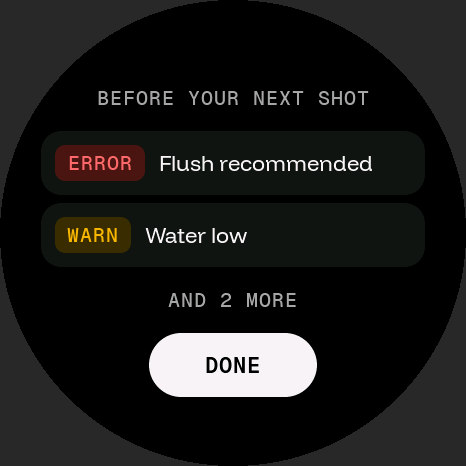 BEFORE YOUR NEXT SHOT
ERROR Flush recommended
WARN Water low
AND 2 MORE
DONE